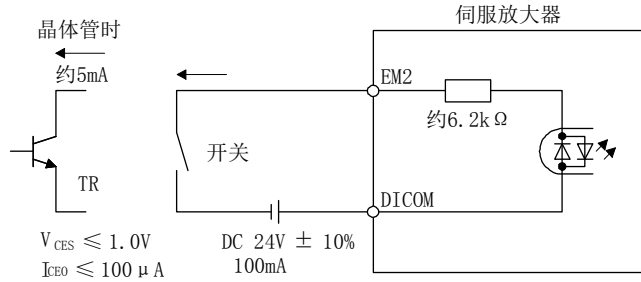 伺服放大器
晶体管时
约5mA
EM2
约6.2kΩ
开关
TR
DICOM
VCES ≤ 1.0V
ICEO ≤ 100μA
DC 24V ± 10%
100mA